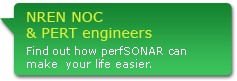 NREN NOC
& PERT engineers
Find out how perfSONAR can
make your life easier.